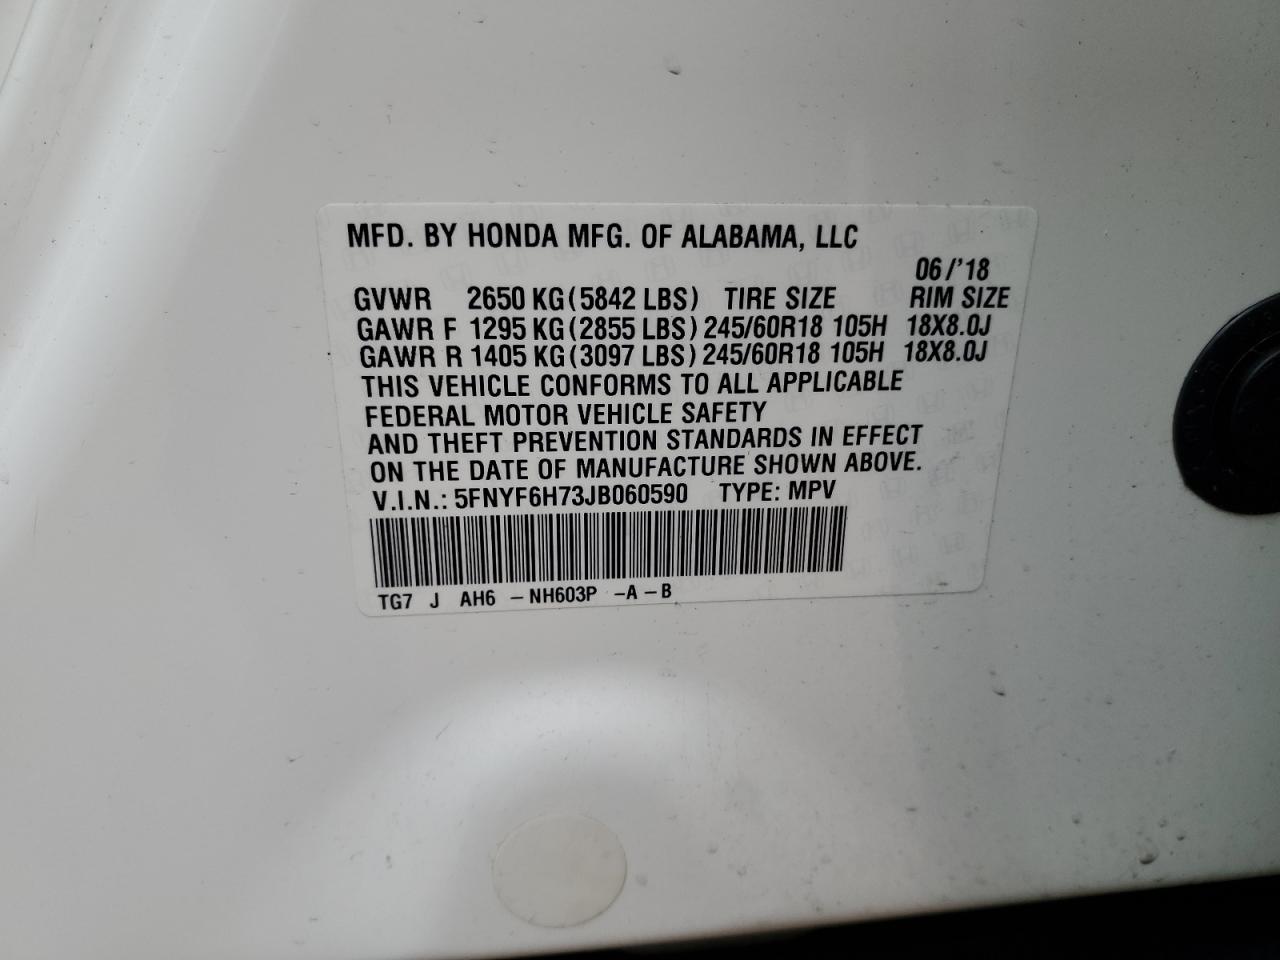 MFD. BY HONDA MFG. OF ALABAMA, LLC
06/'18
GVWR 2650 KG (5842 LBS) TIRE SIZE RIM SIZE
GAWR F 1295 KG (2855 LBS) 245/60R18 105H 18X8.0J
GAWR R 1405 KG (3097 LBS) 245/60R18 105H 18X8.0J
THIS VEHICLE CONFORMS TO ALL APPLICABLE
FEDERAL MOTOR VEHICLE SAFETY
AND THEFT PREVENTION STANDARDS IN EFFECT
ON THE DATE OF MANUFACTURE SHOWN ABOVE.
V.I.N.: 5FNYF6H73JB060590 TYPE: MPV
TG7 J AH6 - NH603P -A - B